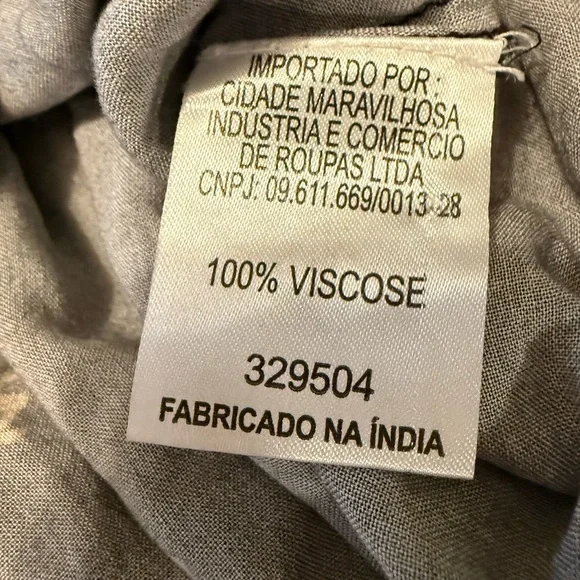 IMPORTADO POR:
CIDADE MARAVILHOSA
INDUSTRIA E COMERCIO
DE ROUPAS LTDA
CNPJ: 09.611.669/0013-28
100% VISCOSE
329504
FABRICADO NA ÍNDIA